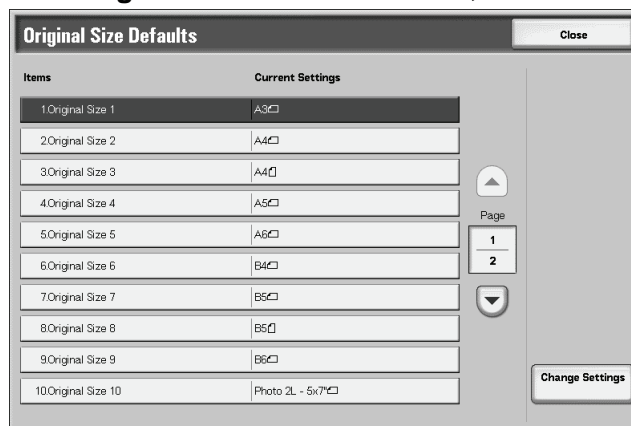 Original Size Defaults
Close
Items Current Settings
1.Original Size 1 A3
2.Original Size 2 A4
3.Original Size 3 A4
4.Original Size 4 A5
5.Original Size 5 A6
6.Original Size 6 B4
7.Original Size 7 B5
8.Original Size 8 B5
9.Original Size 9 B6
10.Original Size 10 Photo 2L - 5x7"
Page
1
2
Change Settings